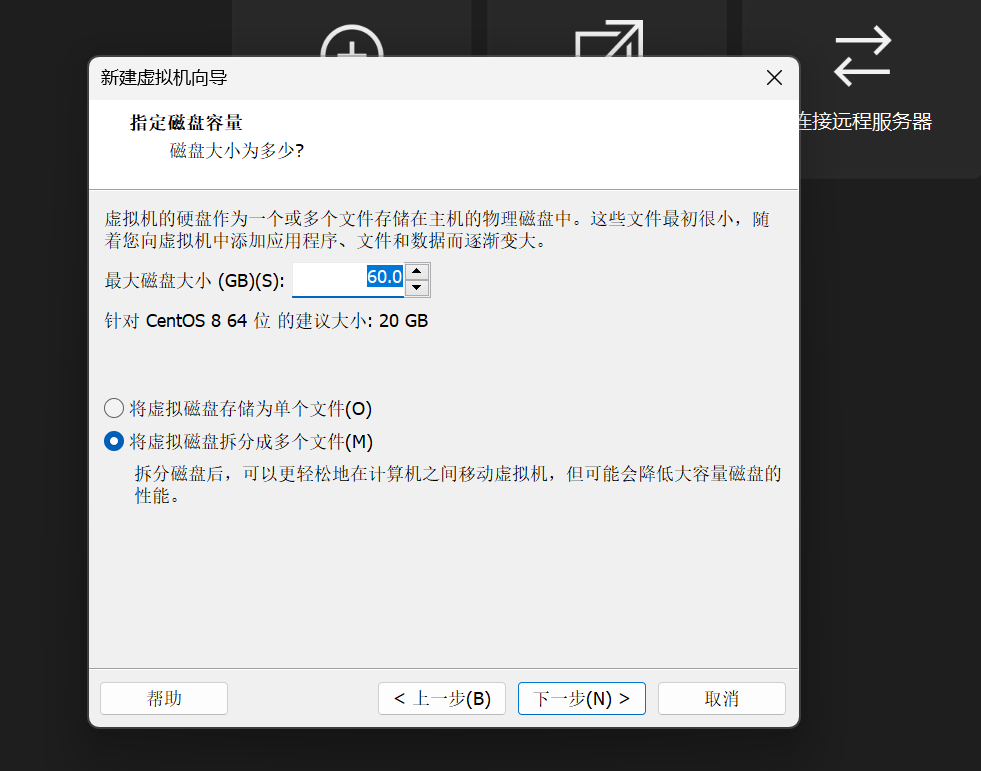 新建虚拟机向导
连接远程服务器
指定磁盘容量
磁盘大小为多少?
虚拟机的硬盘作为一个或多个文件存储在主机的物理磁盘中。这些文件最初很小，随
着您向虚拟机中添加应用程序、文件和数据而逐渐变大。
最大磁盘大小 (GB)(S): 60.0
针对 CentOS 8 64 位 的建议大小: 20 GB
将虚拟磁盘存储为单个文件(O)
将虚拟磁盘拆分成多个文件(M)
拆分磁盘后，可以更轻松地在计算机之间移动虚拟机，但可能会降低大容量磁盘的
性能。
帮助 < 上一步(B) 下一步(N) > 取消